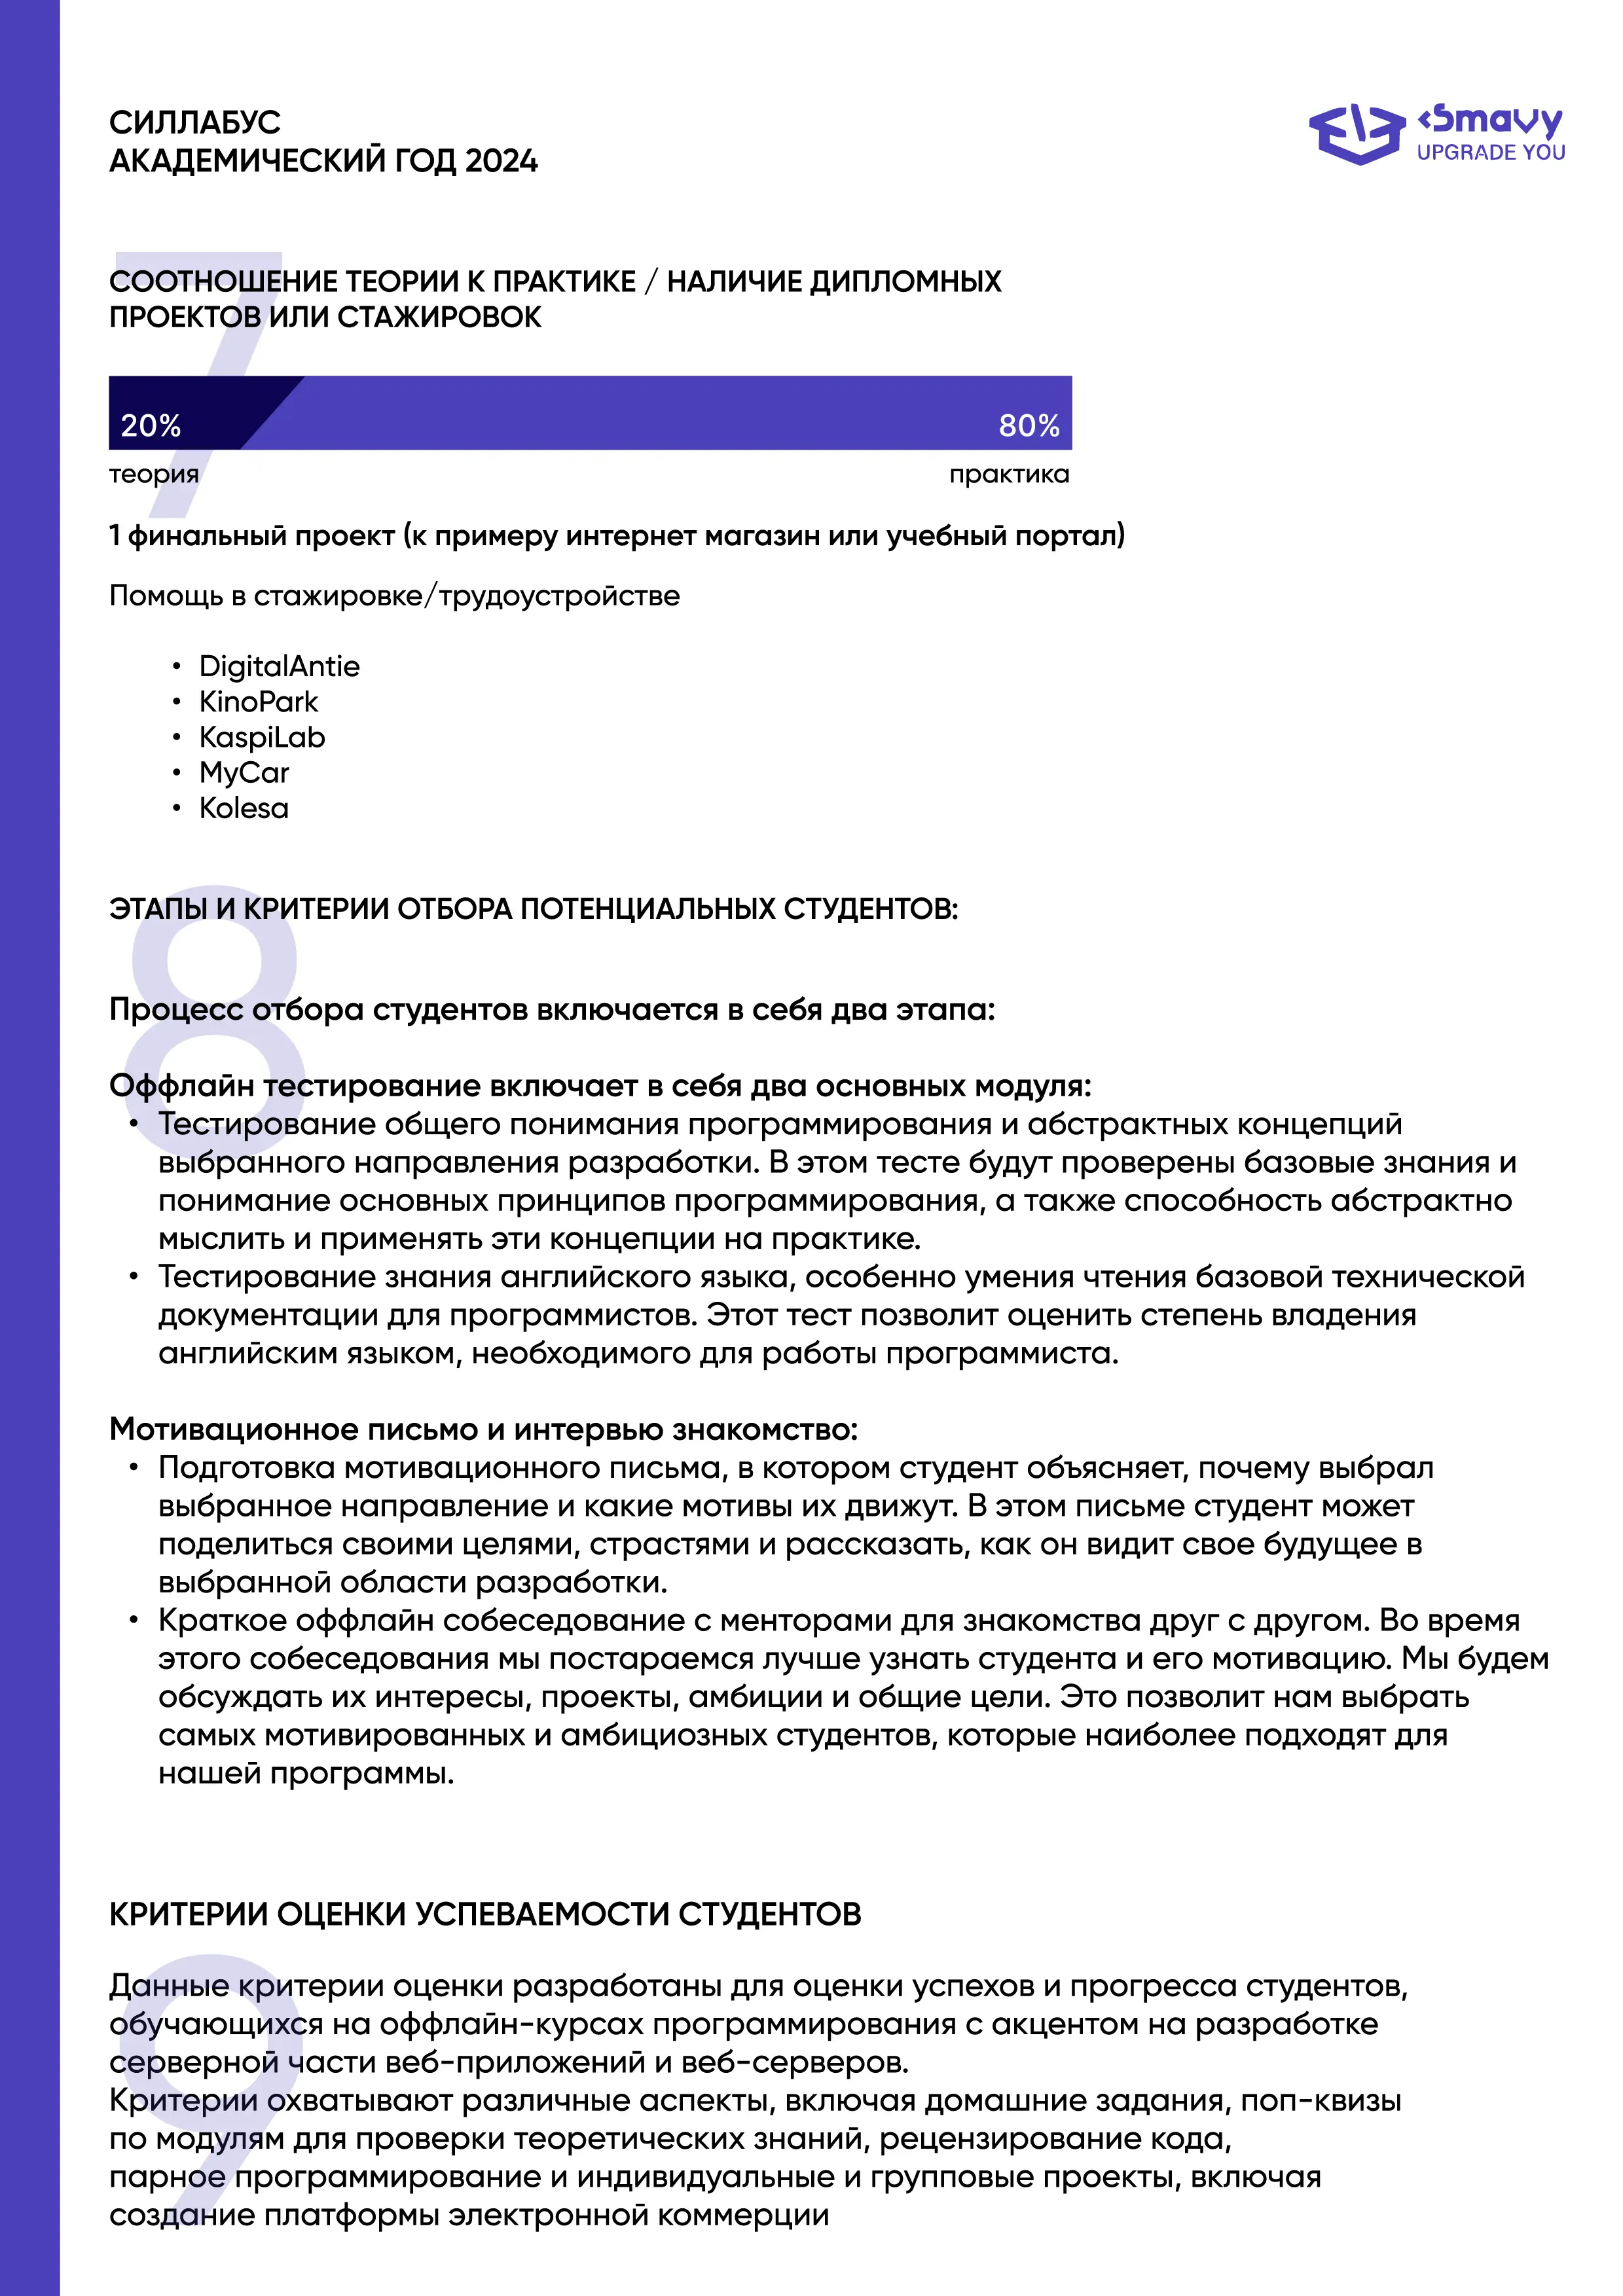 СИЛЛАБУС
АКАДЕМИЧЕСКИЙ ГОД 2024
<Smavy
UPGRADE YOU
7
СООТНОШЕНИЕ ТЕОРИИ К ПРАКТИКЕ / НАЛИЧИЕ ДИПЛОМНЫХ
ПРОЕКТОВ ИЛИ СТАЖИРОВОК
20% 80%
теория практика
1 финальный проект (к примеру интернет магазин или учебный портал)
Помощь в стажировке/трудоустройстве
• DigitalAntie
• KinoPark
• KaspiLab
• MyCar
• Kolesa
8
ЭТАПЫ И КРИТЕРИИ ОТБОРА ПОТЕНЦИАЛЬНЫХ СТУДЕНТОВ:
Процесс отбора студентов включается в себя два этапа:
Оффлайн тестирование включает в себя два основных модуля:
• Тестирование общего понимания программирования и абстрактных концепций
выбранного направления разработки. В этом тесте будут проверены базовые знания и
понимание основных принципов программирования, а также способность абстрактно
мыслить и применять эти концепции на практике.
• Тестирование знания английского языка, особенно умения чтения базовой технической
документации для программистов. Этот тест позволит оценить степень владения
английским языком, необходимого для работы программиста.
Мотивационное письмо и интервью знакомство:
• Подготовка мотивационного письма, в котором студент объясняет, почему выбрал
выбранное направление и какие мотивы их движут. В этом письме студент может
поделиться своими целями, страстями и рассказать, как он видит свое будущее в
выбранной области разработки.
• Краткое оффлайн собеседование с менторами для знакомства друг с другом. Во время
этого собеседования мы постараемся лучше узнать студента и его мотивацию. Мы будем
обсуждать их интересы, проекты, амбиции и общие цели. Это позволит нам выбрать
самых мотивированных и амбициозных студентов, которые наиболее подходят для
нашей программы.
КРИТЕРИИ ОЦЕНКИ УСПЕВАЕМОСТИ СТУДЕНТОВ
9
Данные критерии оценки разработаны для оценки успехов и прогресса студентов,
обучающихся на оффлайн-курсах программирования с акцентом на разработке
серверной части веб-приложений и веб-серверов.
Критерии охватывают различные аспекты, включая домашние задания, поп-квизы
по модулям для проверки теоретических знаний, рецензирование кода,
парное программирование и индивидуальные и групповые проекты, включая
создание платформы электронной коммерции